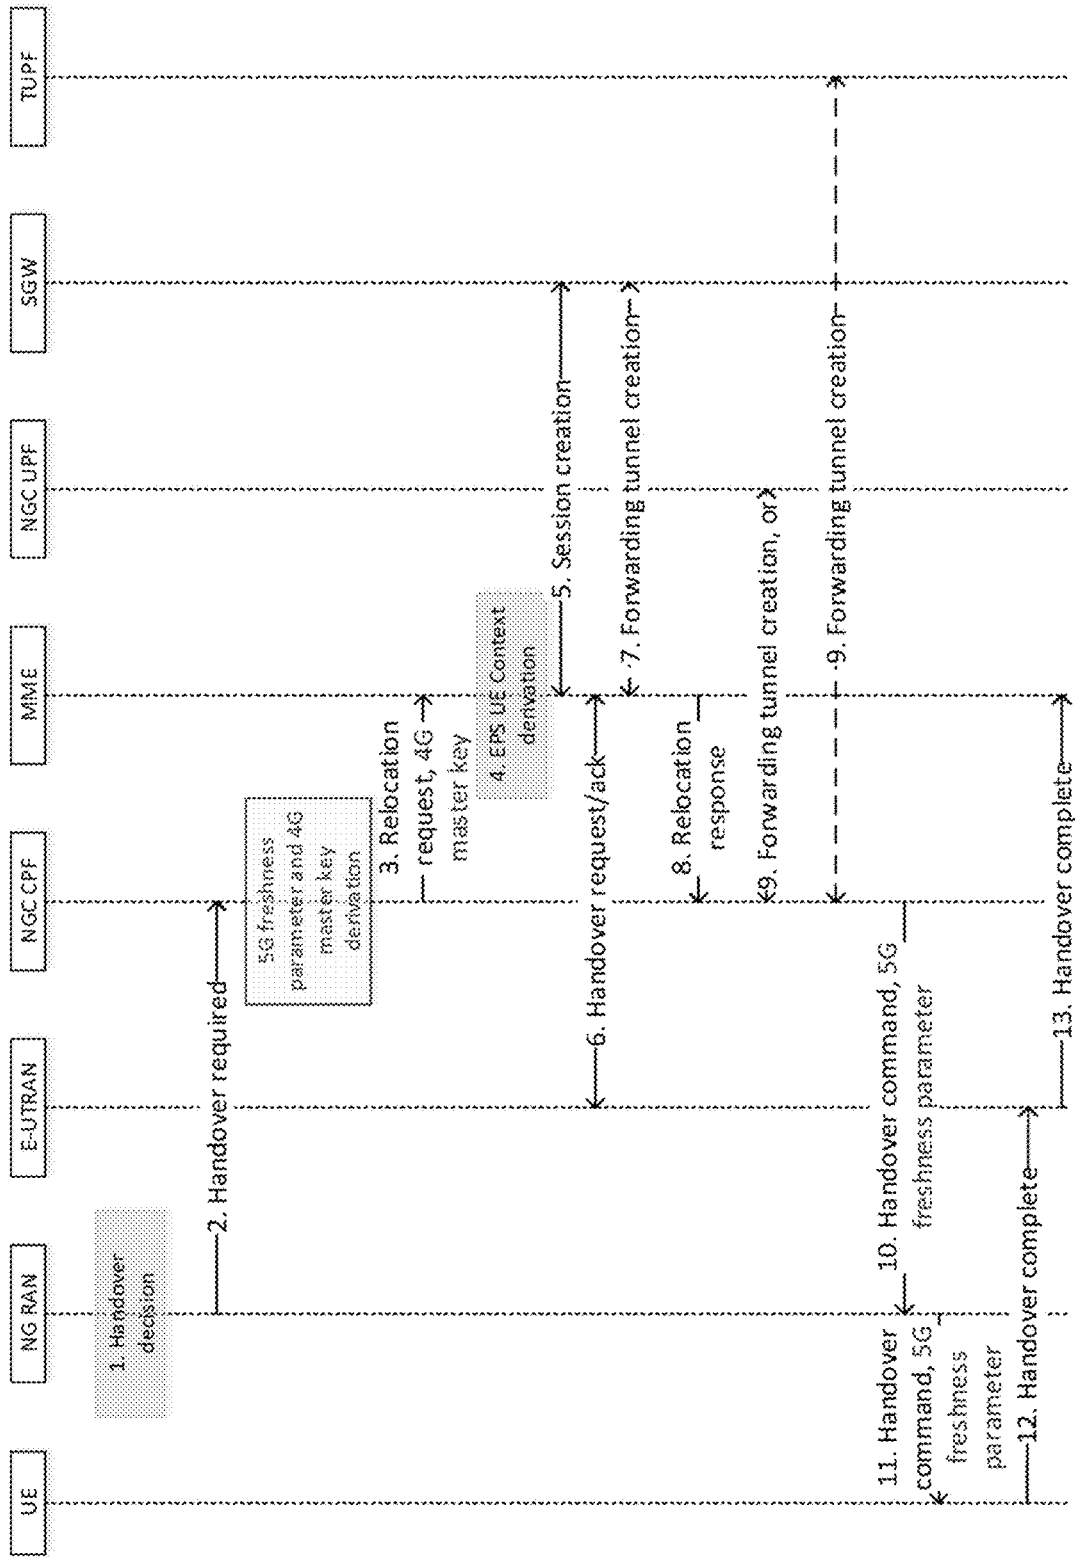 UE
NG RAN
E-UTRAN
NGC CPF
MME
NGC UPF
SGW
TUPF
1. Handover
decision
2. Handover required
5G freshness
parameter and 4G
master key
derivation
3. Relocation
request, 4G
master key
4. EPS UE Context
derivation
5. Session creation
6. Handover request/ack
7. Forwarding tunnel creation
8. Relocation
response
9. Forwarding tunnel creation, or
9. Forwarding tunnel creation
10. Handover command, 5G
freshness parameter
11. Handover
command, 5G
freshness
parameter
12. Handover complete
13. Handover complete